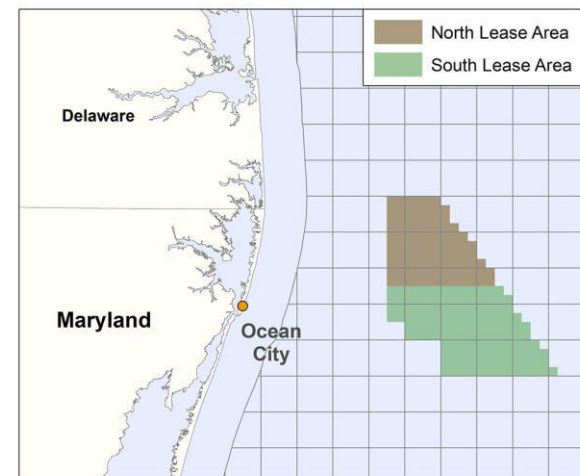 North Lease Area
South Lease Area
Delaware
Maryland
Ocean
City